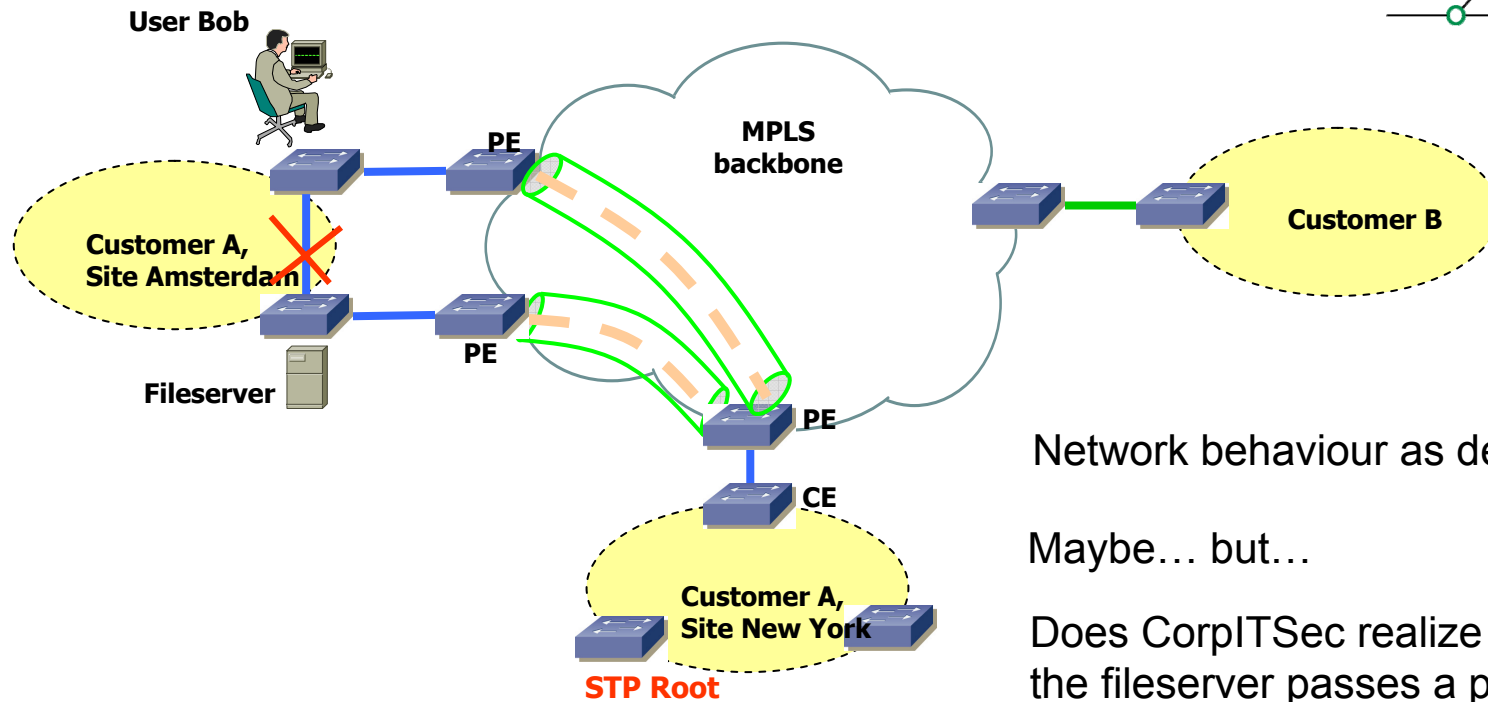 User Bob
PE
MPLS
backbone
Customer A,
Site Amsterdam
Customer B
PE
Fileserver
PE
CE
Customer A,
Site New York
STP Root
Network behaviour as
Maybe… but…
Does CorpITSec realize
the fileserver passes a